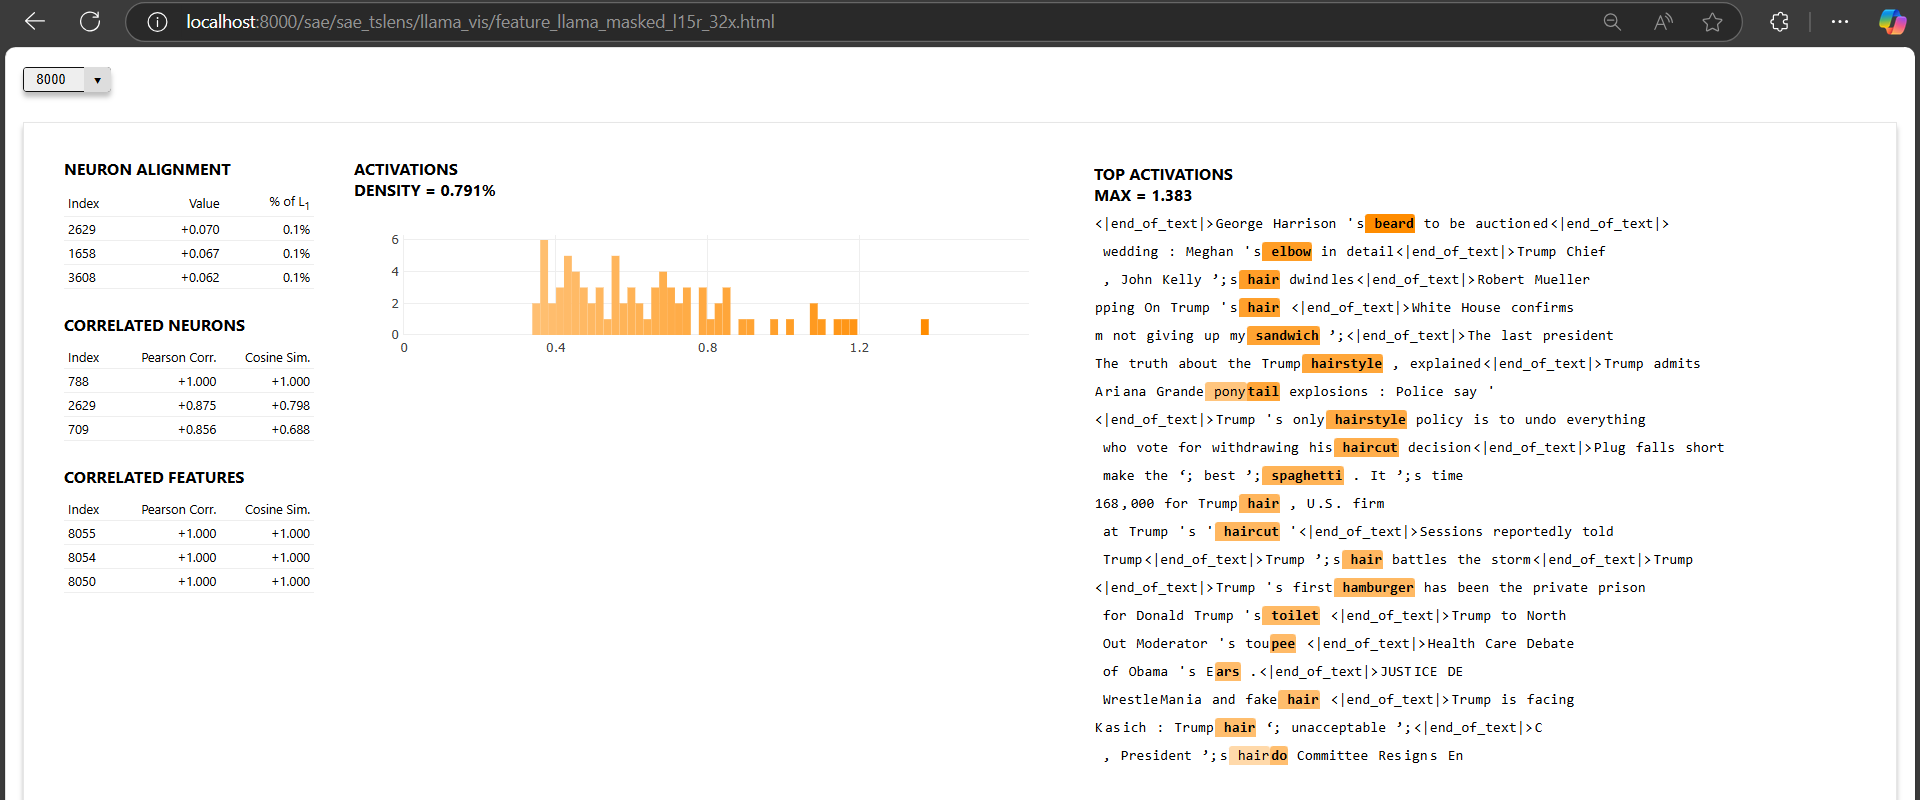 localhost:8000/sae/sae_tslens/llama_vis/feature_llama_masked_l15r_32x.html
8000
NEURON ALIGNMENT
Index Value % of L1
2629 +0.070 0.1%
1658 +0.067 0.1%
3608 +0.062 0.1%
CORRELATED NEURONS
Index Pearson Corr. Cosine Sim.
788 +1.000 +1.000
2629 +0.875 +0.798
709 +0.856 +0.688
CORRELATED FEATURES
Index Pearson Corr. Cosine Sim.
8055 +1.000 +1.000
8054 +1.000 +1.000
8050 +1.000 +1.000
ACTIVATIONS
DENSITY = 0.791%
6
4
2
0
0 0.4 0.8 1.2
TOP ACTIVATIONS
MAX = 1.383
<|end_of_text|>George Harrison 's beard to be auctioned<|end_of_text|>
wedding : Meghan 's elbow in detail<|end_of_text|>Trump Chief
, John Kelly ’;s hair dwindles<|end_of_text|>Robert Mueller
pping On Trump 's hair <|end_of_text|>White House confirms
m not giving up my sandwich ’;<|end_of_text|>The last president
The truth about the Trump hairstyle , explained<|end_of_text|>Trump admits
Ariana Grande ponytail explosions : Police say '
<|end_of_text|>Trump 's only hairstyle policy is to undo everything
who vote for withdrawing his haircut decision<|end_of_text|>Plug falls short
make the ‘; best ’; spaghetti . It ’;s time
168,000 for Trump hair , U.S. firm
at Trump 's ' haircut '<|end_of_text|>Sessions reportedly told
Trump<|end_of_text|>Trump ’;s hair battles the storm<|end_of_text|>Trump
<|end_of_text|>Trump 's first hamburger has been the private prison
for Donald Trump 's toilet <|end_of_text|>Trump to North
Out Moderator 's toupee <|end_of_text|>Health Care Debate
of Obama 's Ears .<|end_of_text|>JUSTICE DE
WrestleMania and fake hair <|end_of_text|>Trump is facing
Kasich : Trump hair ‘; unacceptable ’;<|end_of_text|>C
, President ’;s hairdo Committee Resigns En